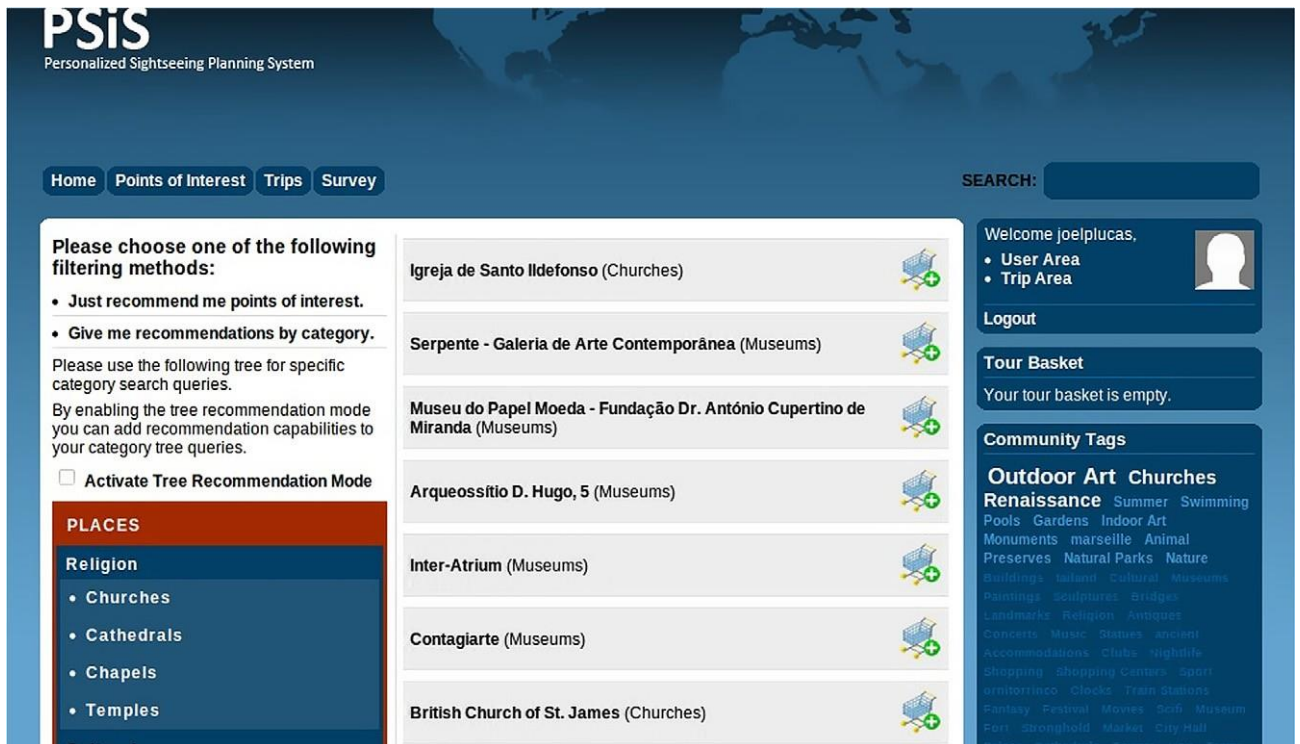 PSiS
Personalized Sightseeing Planning System
Home Points of Interest Trips Survey
SEARCH:
Please choose one of the following
filtering methods:
• Just recommend me points of interest.
• Give me recommendations by category.
Please use the following tree for specific
category search queries.
By enabling the tree recommendation mode
you can add recommendation capabilities to
your category tree queries.
Activate Tree Recommendation Mode
PLACES
Religion
• Churches
• Cathedrals
• Chapels
• Temples
Igreja de Santo Ildefonso (Churches)
Serpente - Galeria de Arte Contemporânea (Museums)
Museu do Papel Moeda - Fundação Dr. António Cupertino de
Miranda (Museums)
Arqueossítio D. Hugo, 5 (Museums)
Inter-Atrium (Museums)
Contagiarte (Museums)
British Church of St. James (Churches)
Welcome joelplucas,
• User Area
• Trip Area
Logout
Tour Basket
Your tour basket is empty.
Community Tags
Outdoor Art Churches
Renaissance Summer Swimming
Pools Gardens Indoor Art
Monuments marseille Animal
Preserves Natural Parks Nature
Buildings tailand Cultural Museums
Paintings Sculptures Bridges
Landmarks Religion Antiques
Concerts Music Statues ancient
Accommodations Clubs Nightlife
Shopping Shopping Centers Sport
ornitorrinco Clocks Train Stations
Fantasy Festival Movies Scifi Museum
Fort Stronghold Market City Hall